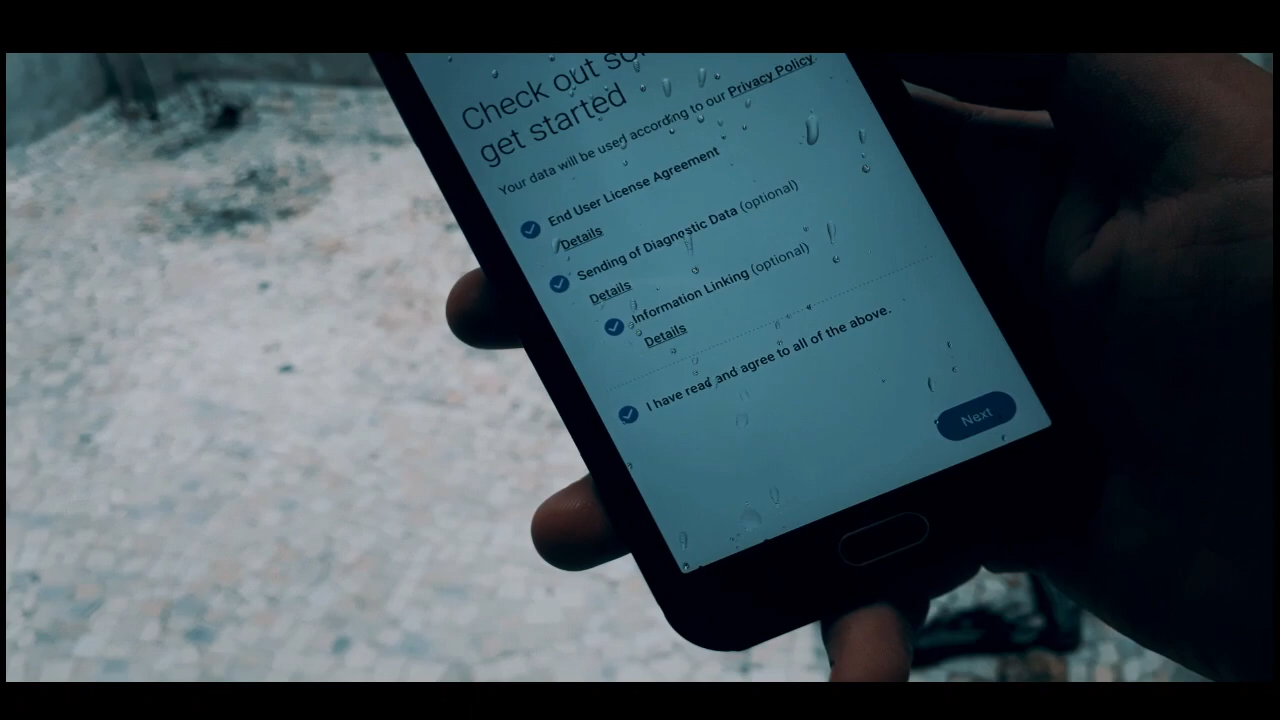 Check out
get started
Your data will be used according to our Privacy Policy
End User License Agreement
Details
Sending of Diagnostic Data (optional)
Details
Information Linking (optional)
Details
I have read and agree to all of the above.
Next